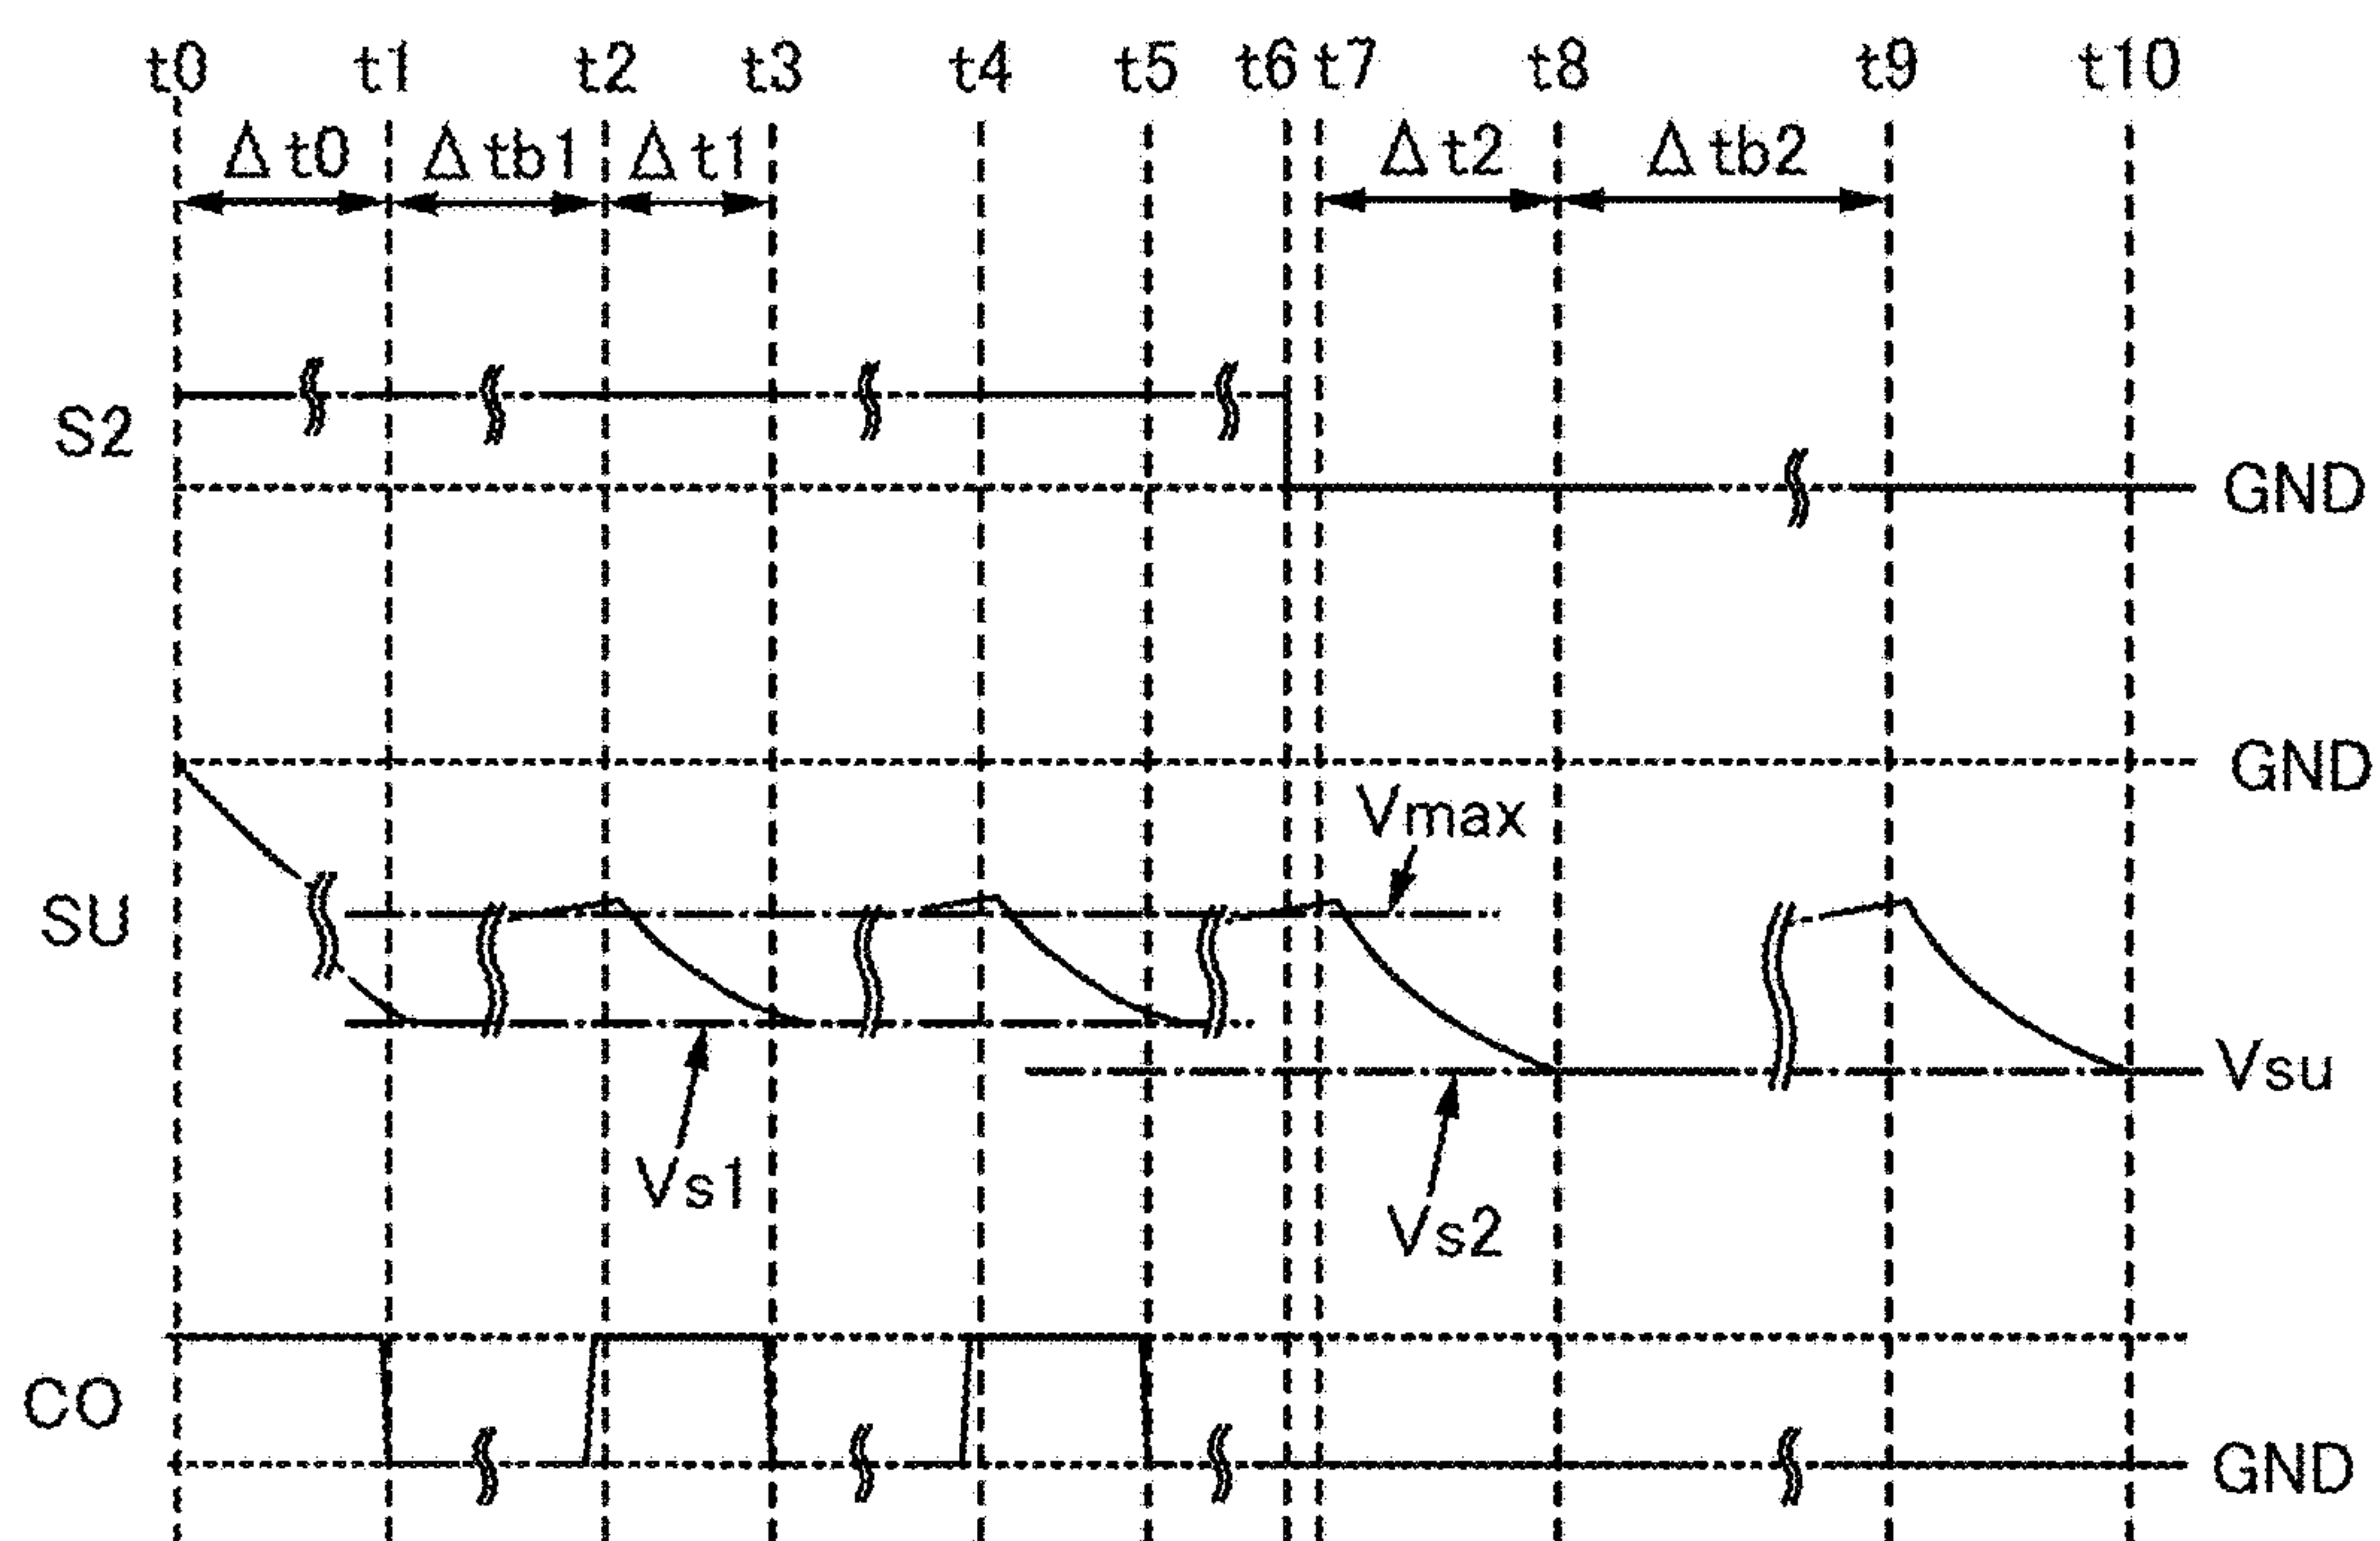 t0 t1 t2 t3 t4 t5 t6 t7 t8 t9 t10
Δt0 Δtb1 Δt1 Δt2 Δtb2
S2
GND
GND
Vmax
SU
Vsu
Vs1
Vs2
CO
GND